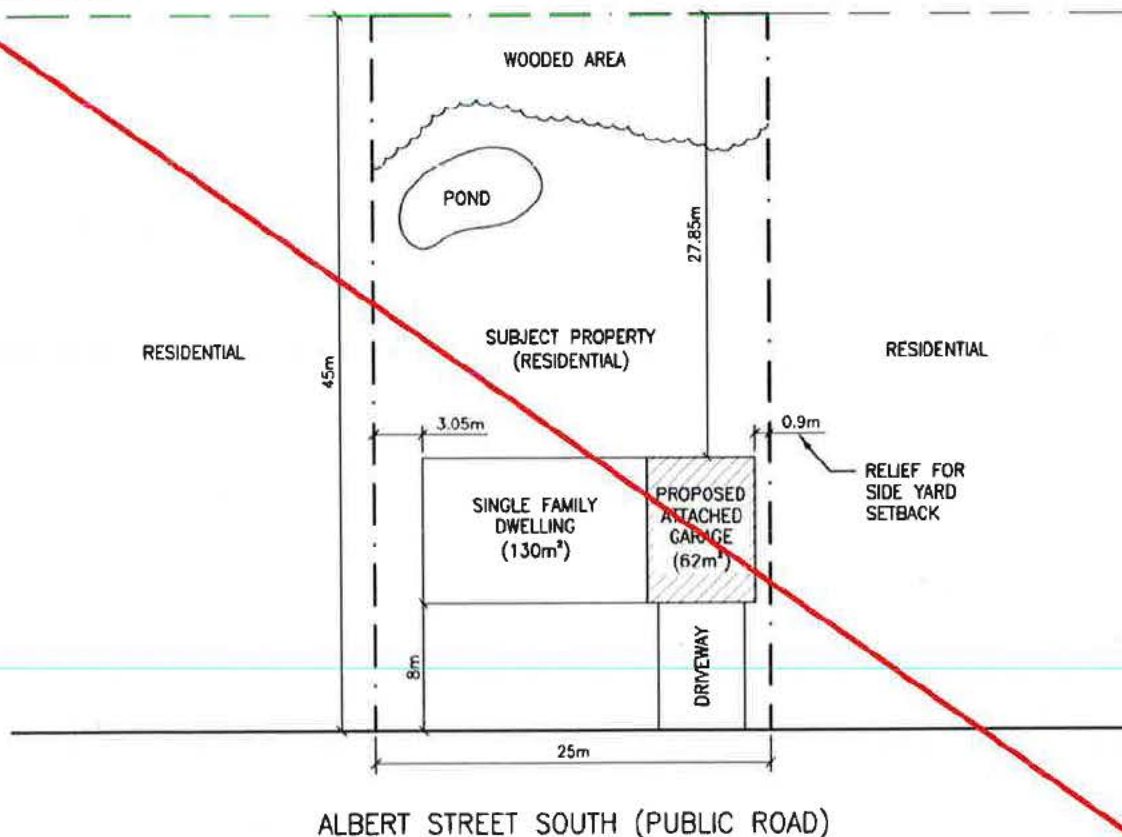 WOODED AREA
POND
27.85m
RESIDENTIAL
45m
SUBJECT PROPERTY
(RESIDENTIAL)
RESIDENTIAL
3.05m
0.9m
RELIEF FOR
SIDE YARD
SETBACK
SINGLE FAMILY
DWELLING
(130m²)
PROPOSED
ATTACHED
GARAGE
(62m²)
8m
DRIVEWAY
25m
ALBERT STREET SOUTH (PUBLIC ROAD)